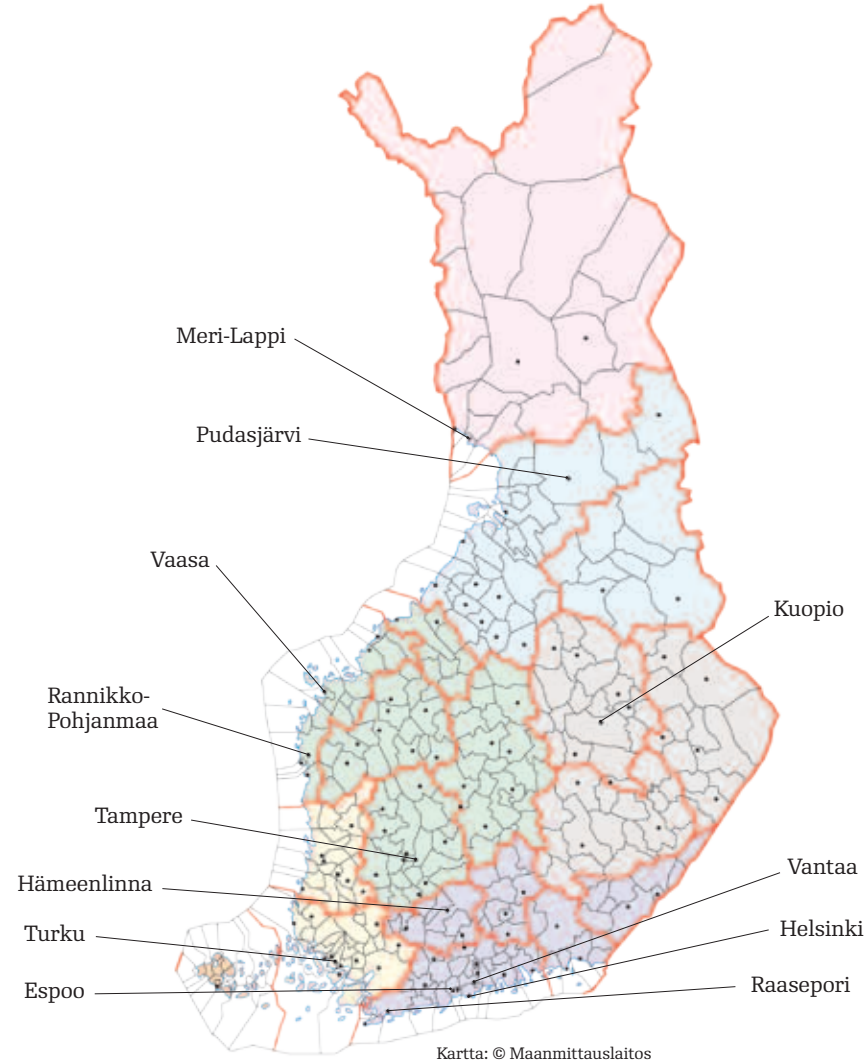 Meri-Lappi
Pudasjärvi
Vaasa
Kuopio
Rannikko-
Pohjanmaa
Tampere
Vantaa
Hämeenlinna
Helsinki
Turku
Raasepori
Espoo
Kartta: © Maanmittauslaitos